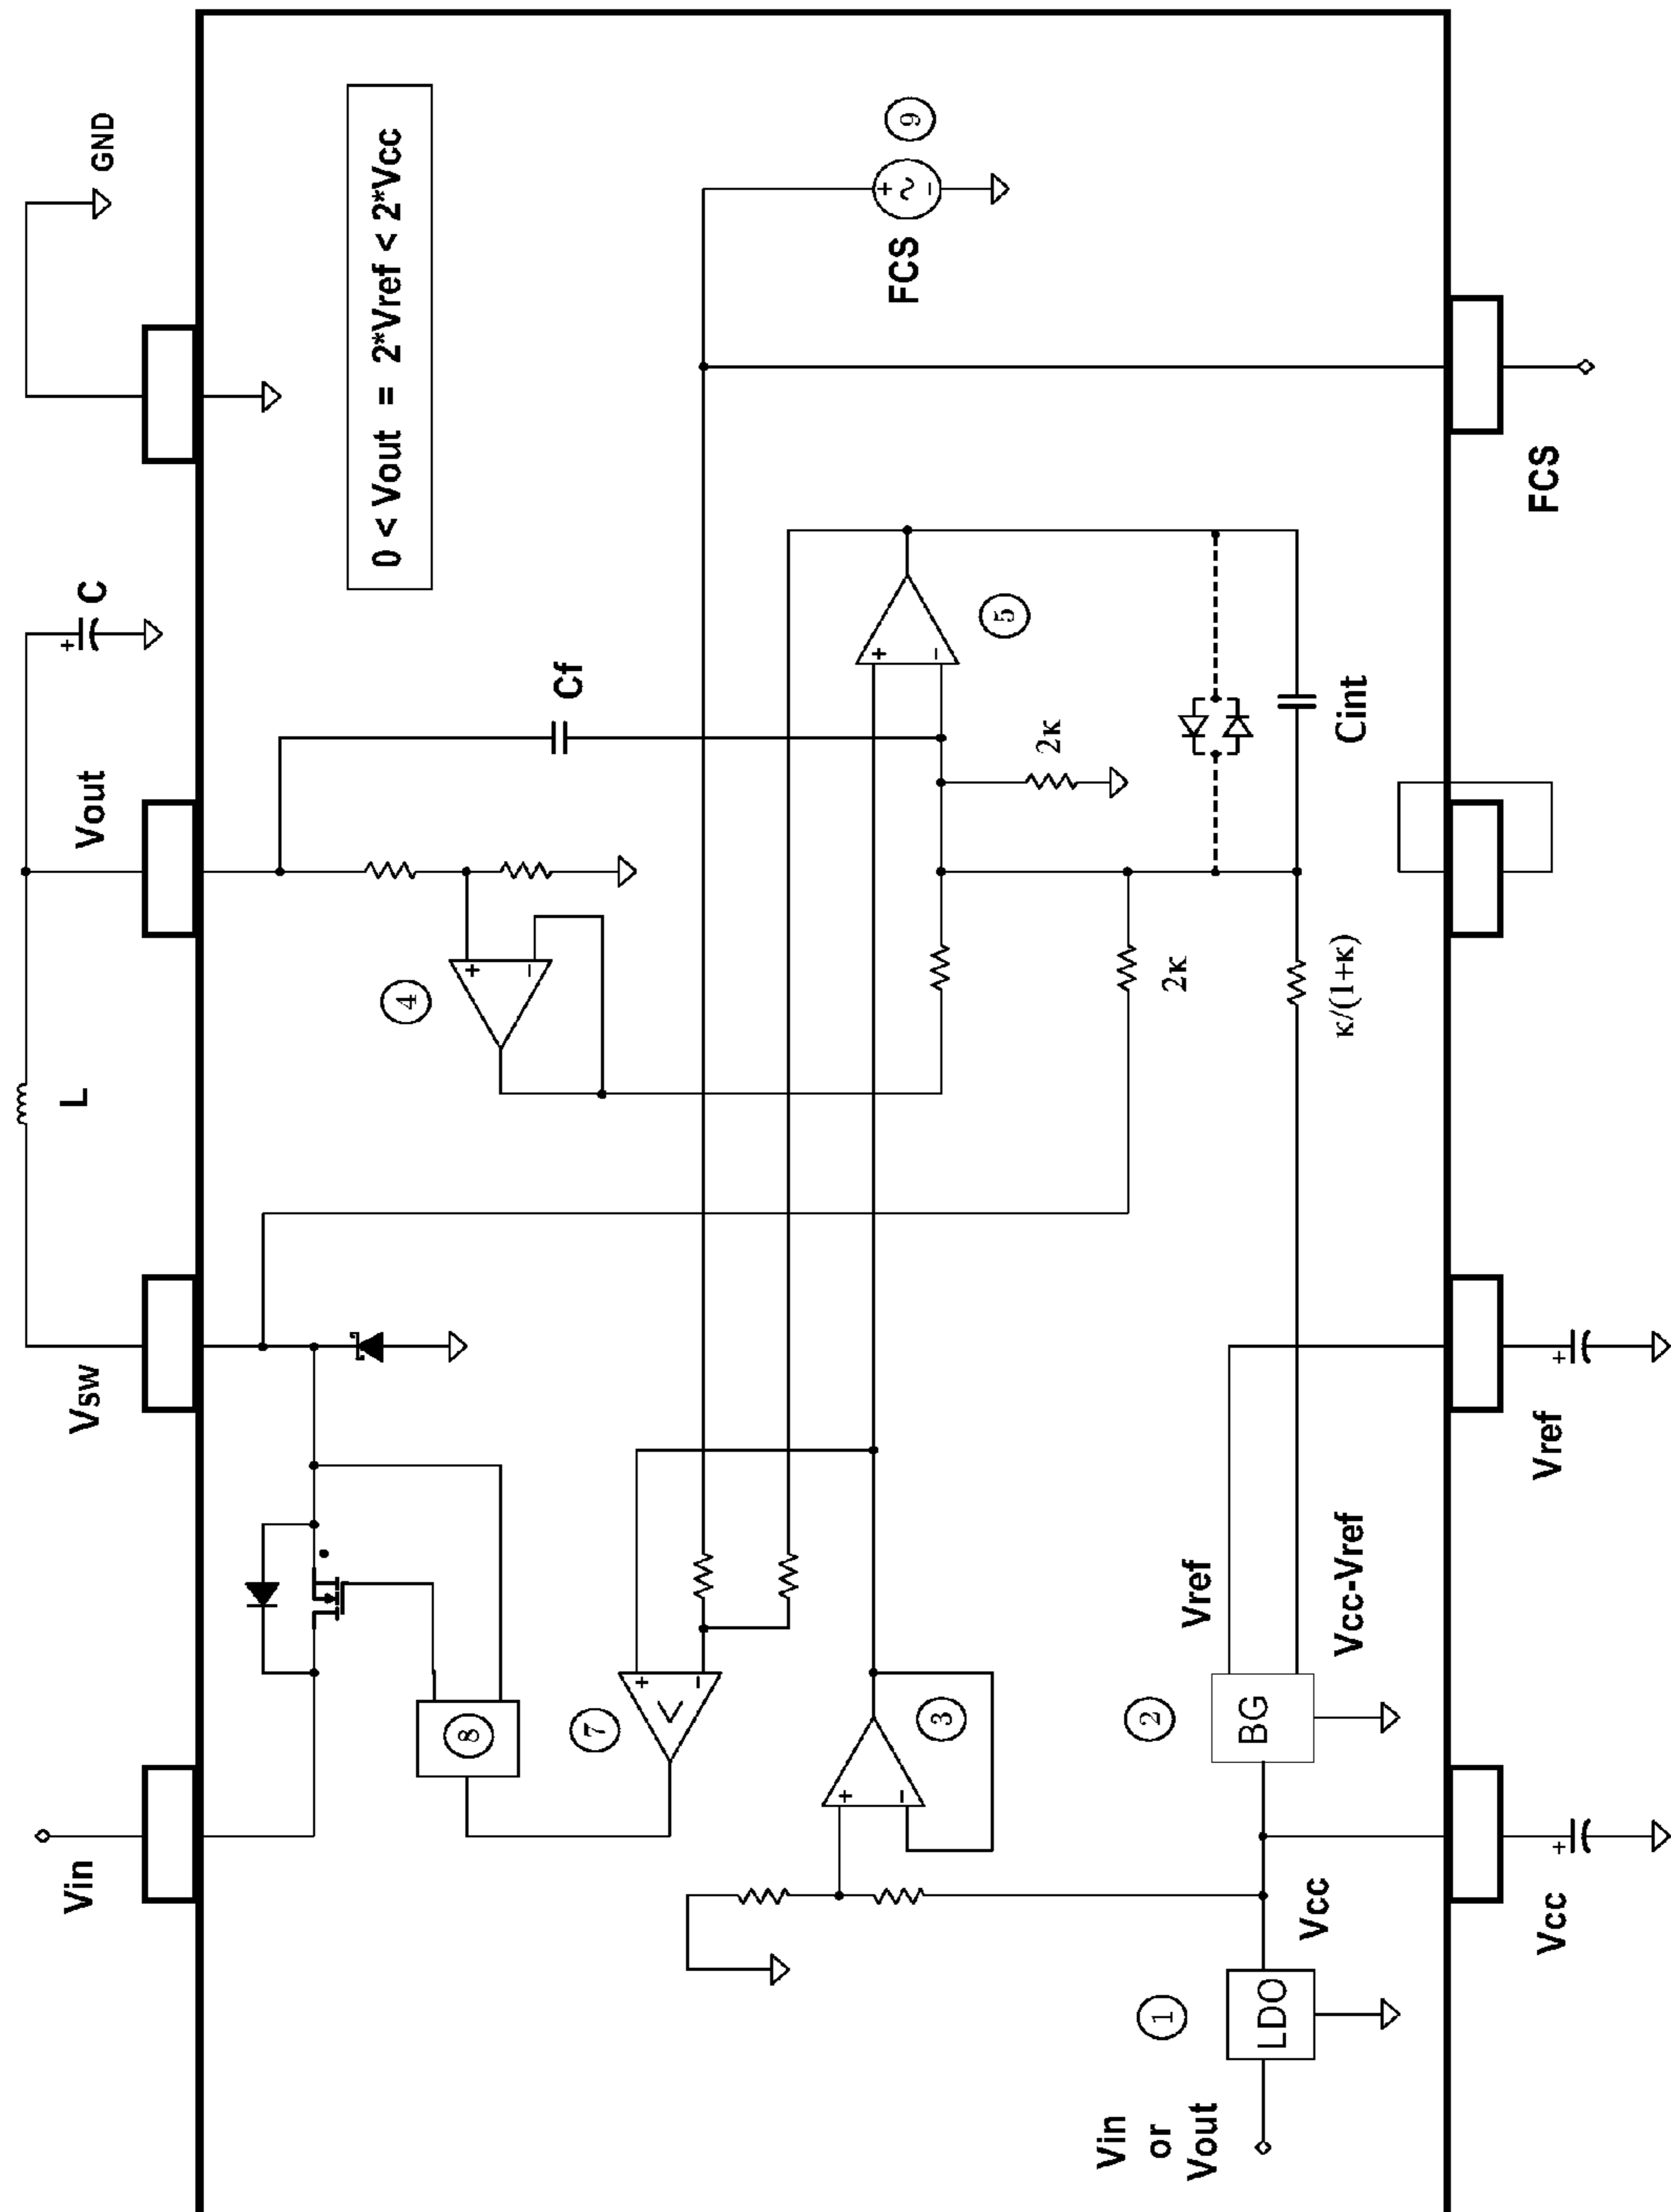 Vin
Vsw
L
Vout
+
C
GND
0 < Vout = 2*Vref < 2*Vcc
8
7
+
-
<
4
+
-
Cf
3
+
-
5
+
-
2κ
2κ
κ/(1+κ)
Cint
9
+
~
-
FCS
Vin
or
Vout
1
LDO
Vcc
2
BG
Vref
Vcc-Vref
Vcc
+
Vref
+
FCS